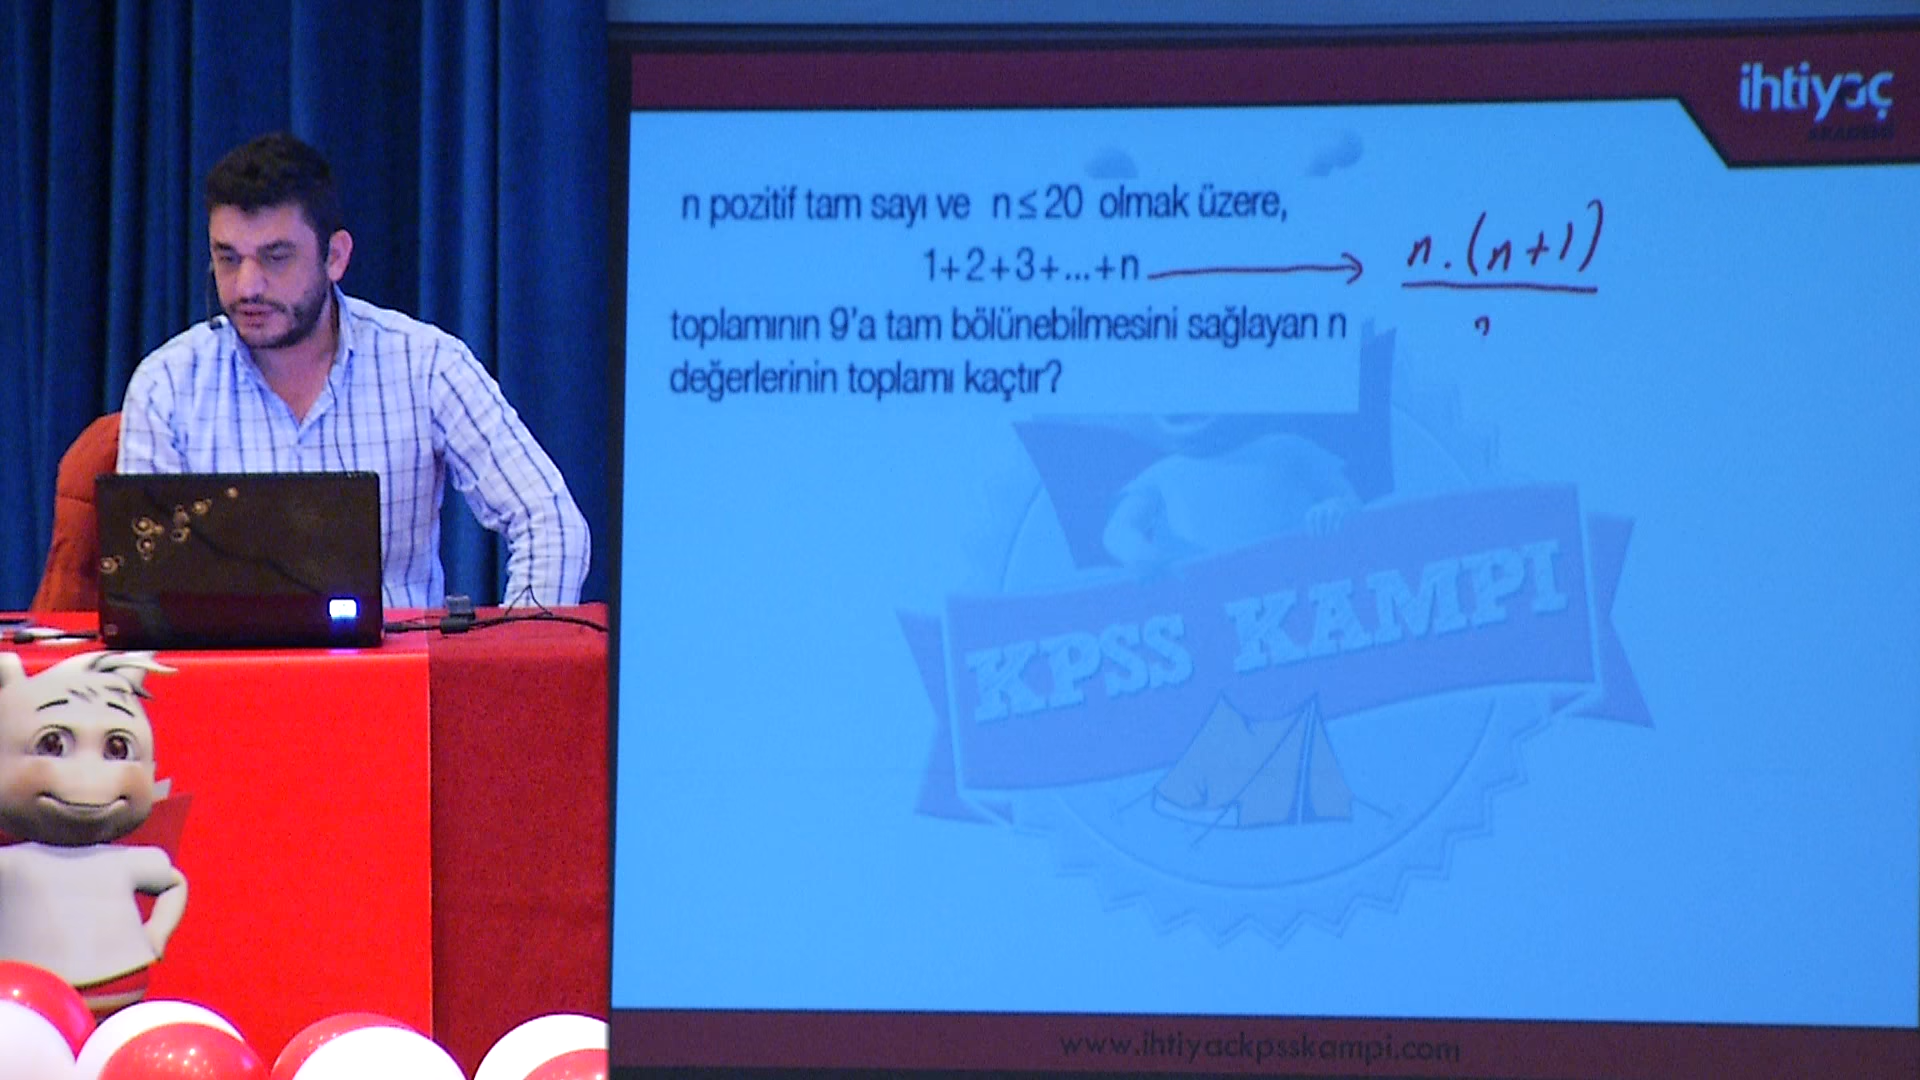 ihtiyaç
AKADEMİ
n pozitif tam sayı ve n ≤ 20 olmak üzere,
1+2+3+...+n → n.(n+1)
toplamının 9'a tam bölünebilmesini sağlayan n
değerlerinin toplamı kaçtır?
KPSS KAMPI
www.ihtiyackpsskampi.com